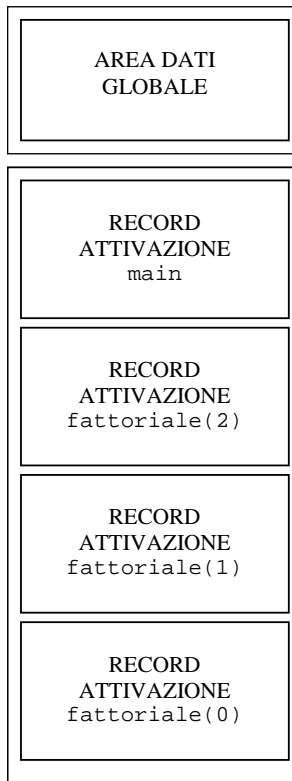 AREA DATI
GLOBALE
RECORD
ATTIVAZIONE
main
RECORD
ATTIVAZIONE
fattoriale(2)
RECORD
ATTIVAZIONE
fattoriale(1)
RECORD
ATTIVAZIONE
fattoriale(0)